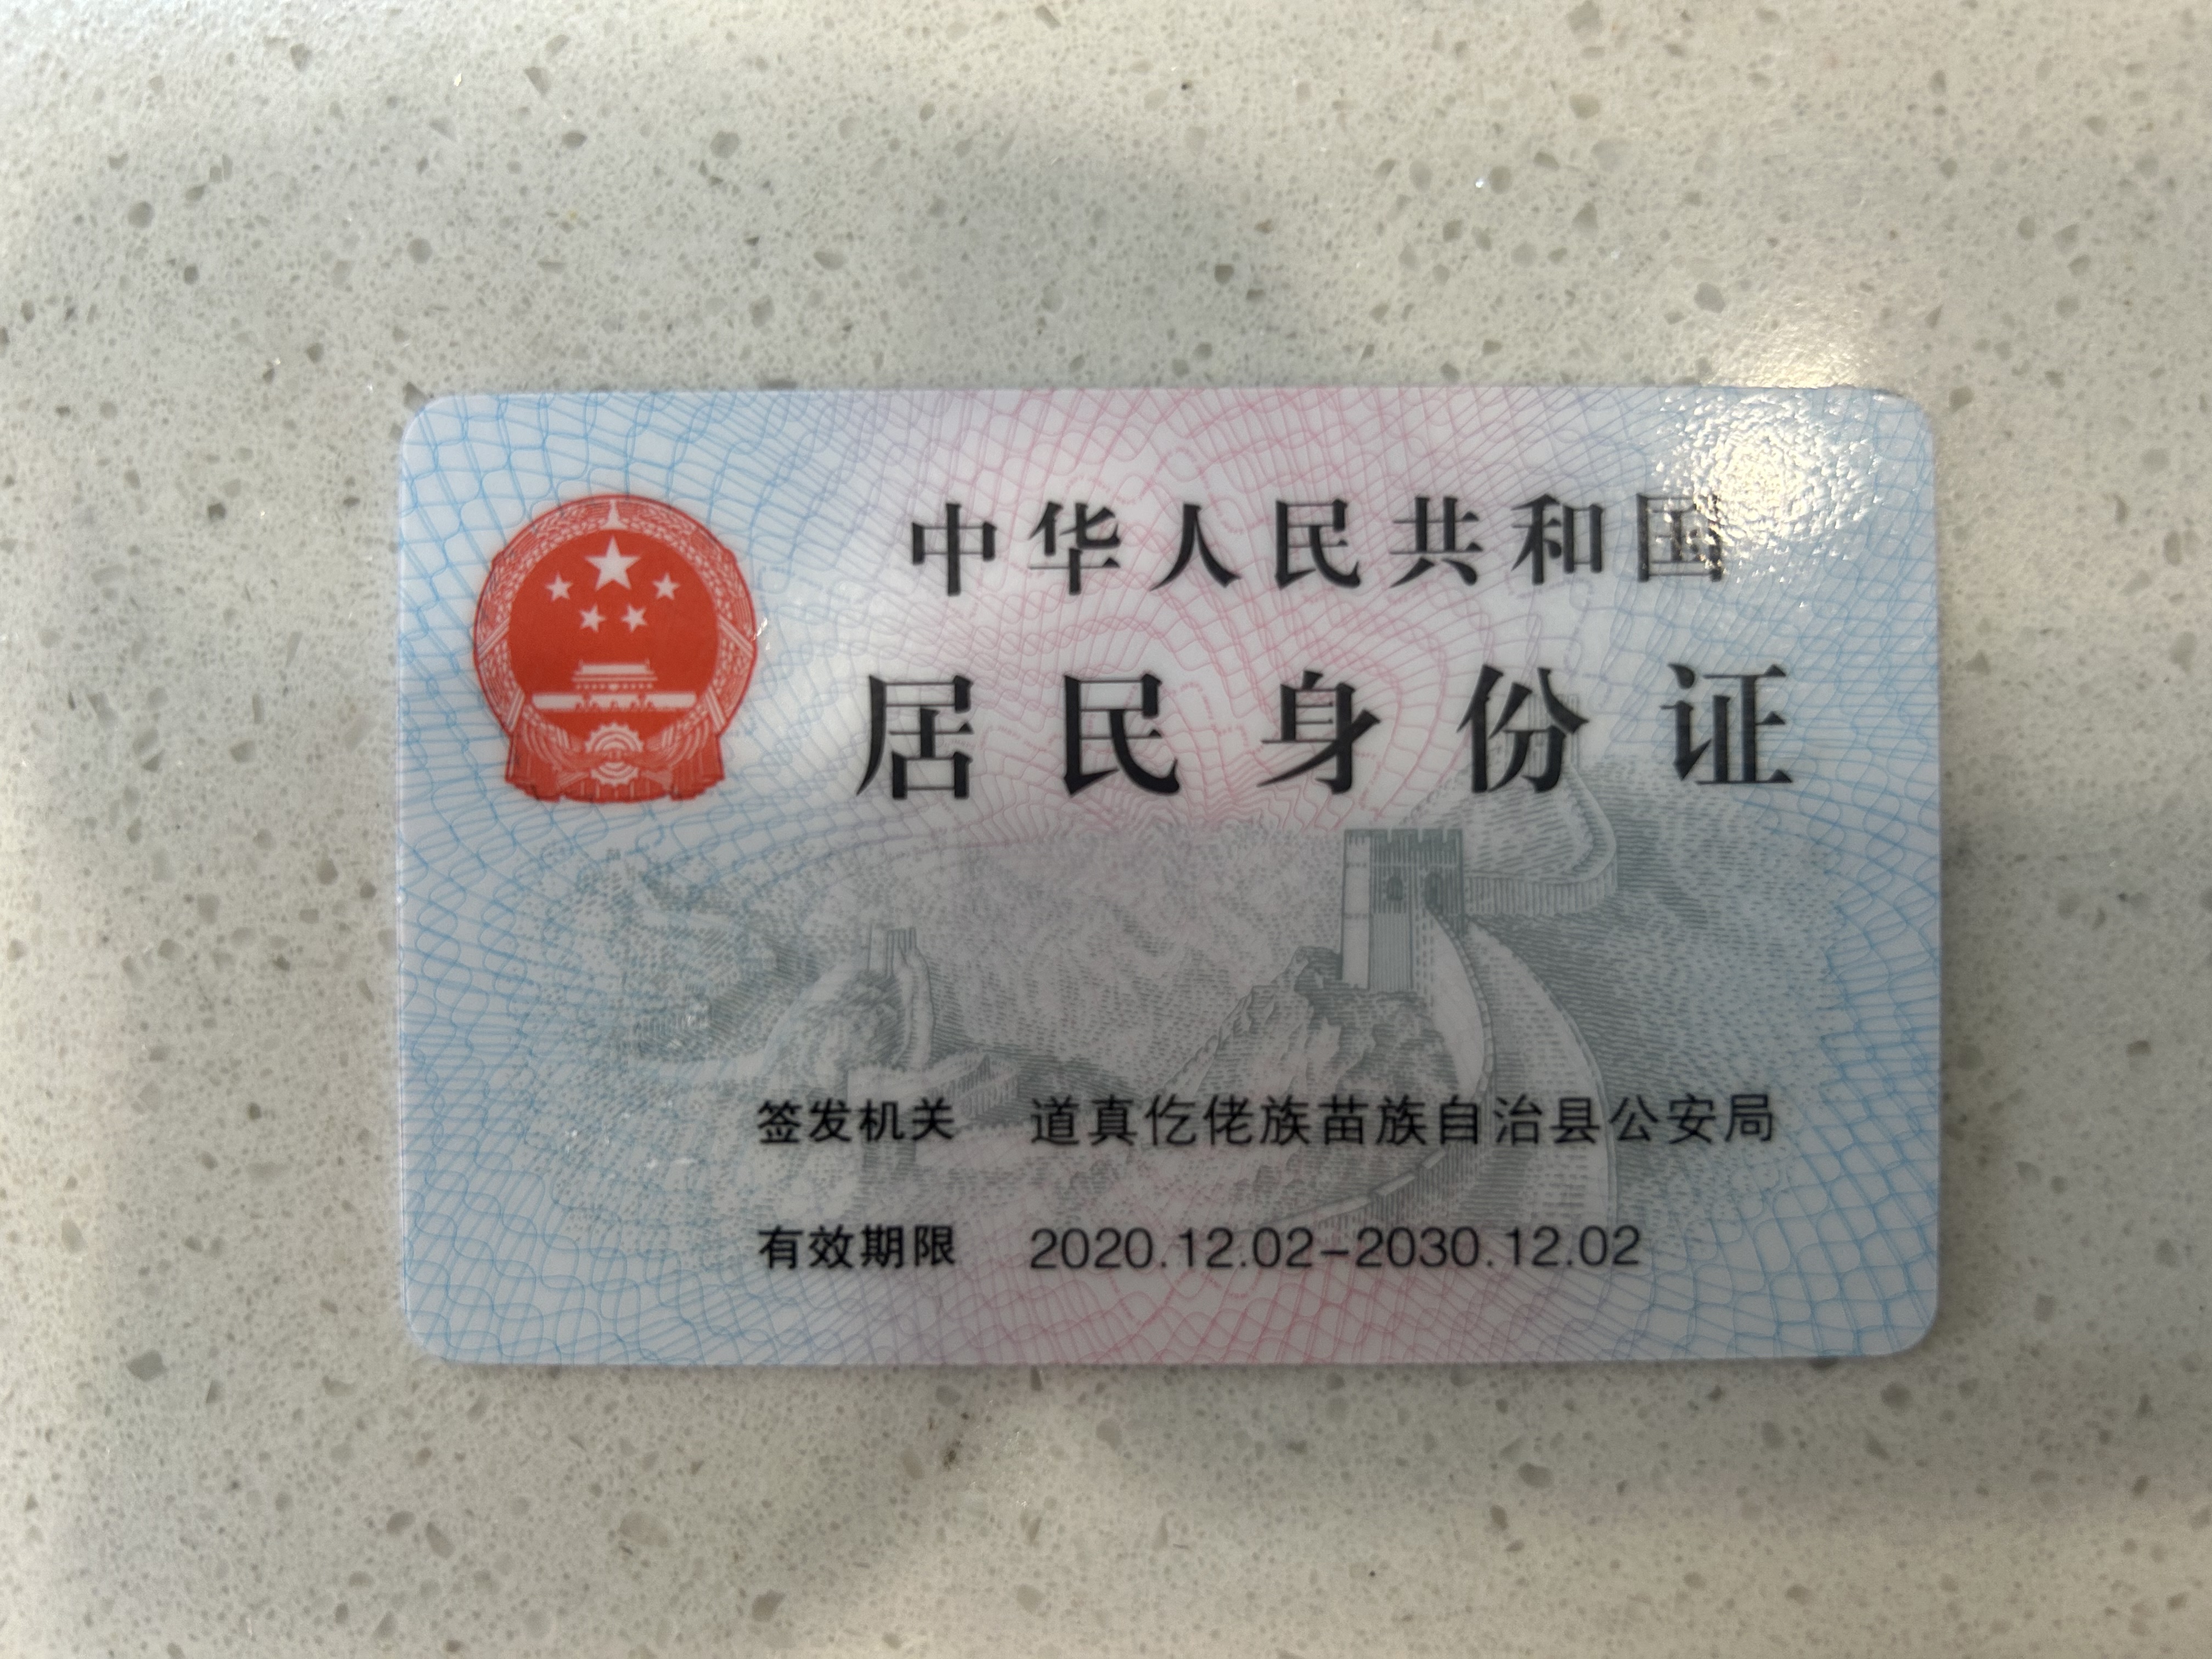 中华人民共和国
居民身份证
签发机关 道真仡佬族苗族自治县公安局
有效期限 2020.12.02-2030.12.02